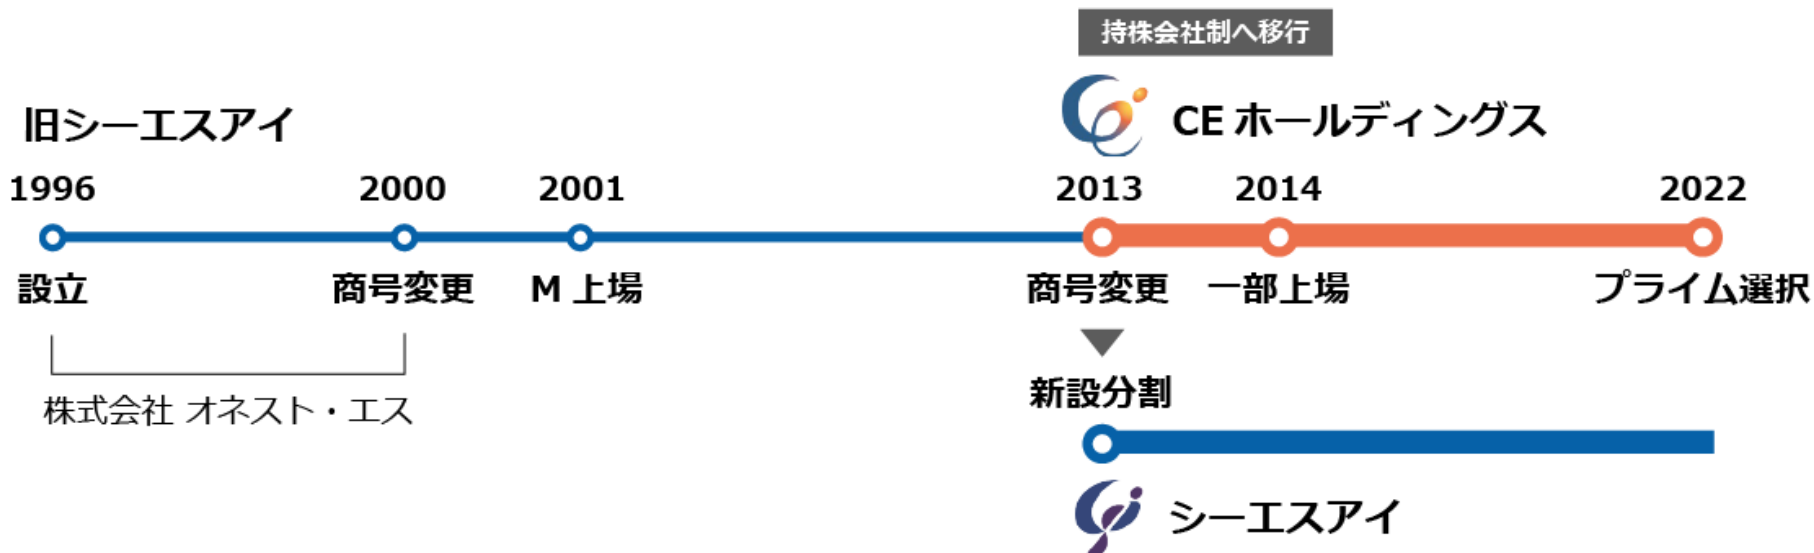 持株会社制へ移行
旧シーエスアイ
CE ホールディングス
1996 2000 2001 2013 2014 2022
設立 商号変更 M 上場 商号変更 一部上場 プライム選択
株式会社 オネスト・エス
新設分割
シーエスアイ